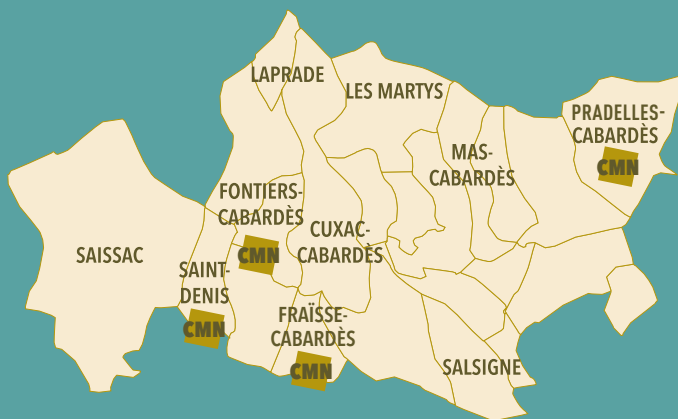 LAPRADE
LES MARTYS
PRADELLES-
CABARDÈS
CMN
MAS-
CABARDÈS
FONTIERS-
CABARDÈS
CMN
CUXAC-
CABARDÈS
SAISSAC
SAINT-
DENIS
CMN
FRAÏSSE-
CABARDÈS
CMN
SALSIGNE